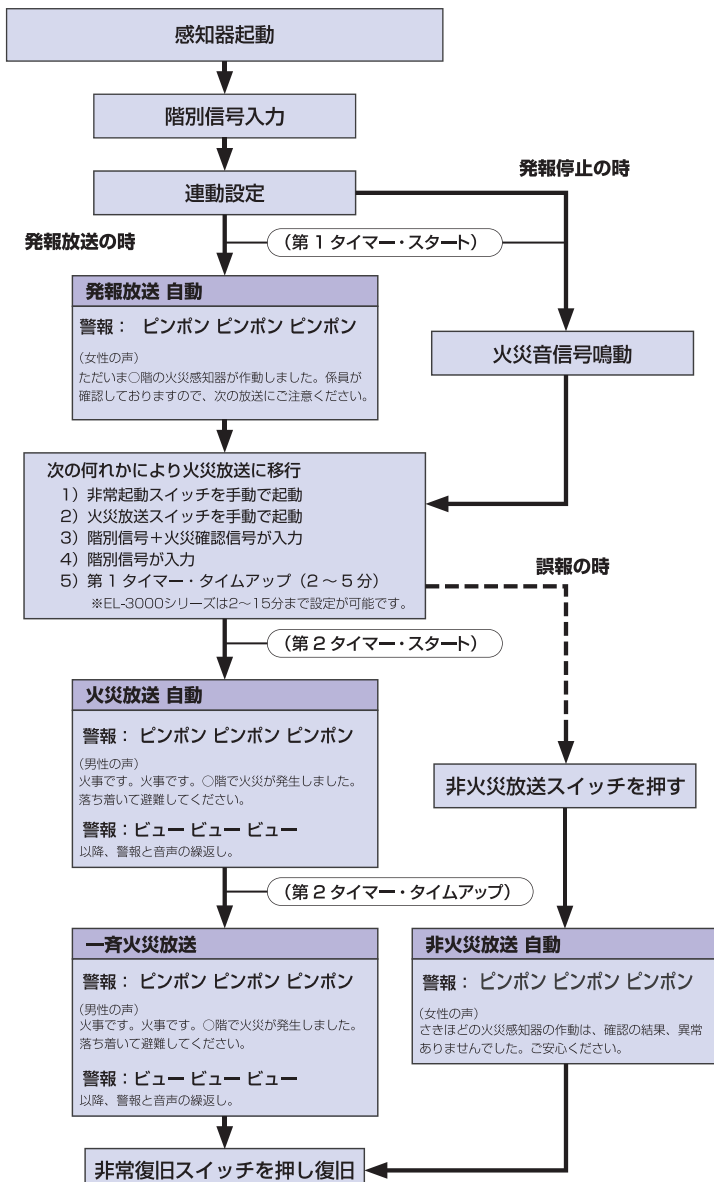 感知器起動
階別信号入力
連動設定
発報停止の時
発報放送の時
（第１タイマー・スタート）
発報放送 自動
警報： ピンポン ピンポン ピンポン
(女性の声)
ただいま○階の火災感知器が作動しました。係員が
確認しておりますので、次の放送にご注意ください。
火災音信号鳴動
次の何れかにより火災放送に移行
1）非常起動スイッチを手動で起動
2）火災放送スイッチを手動で起動
3）階別信号＋火災確認信号が入力
4）階別信号が入力
5）第１タイマー・タイムアップ（2～５分）
※EL-3000シリーズは2～15分まで設定が可能です。
誤報の時
（第２タイマー・スタート）
火災放送 自動
警報： ピンポン ピンポン ピンポン
(男性の声)
火事です。火事です。○階で火災が発生しました。
落ち着いて避難してください。
警報：ビュー ビュー ビュー
以降、警報と音声の繰返し。
非火災放送スイッチを押す
（第２タイマー・タイムアップ）
一斉火災放送
警報： ピンポン ピンポン ピンポン
(男性の声)
火事です。火事です。○階で火災が発生しました。
落ち着いて避難してください。
警報：ビュー ビュー ビュー
以降、警報と音声の繰返し。
非火災放送 自動
警報： ピンポン ピンポン ピンポン
(女性の声)
さきほどの火災感知器の作動は、確認の結果、異常
ありませんでした。ご安心ください。
非常復旧スイッチを押し復旧